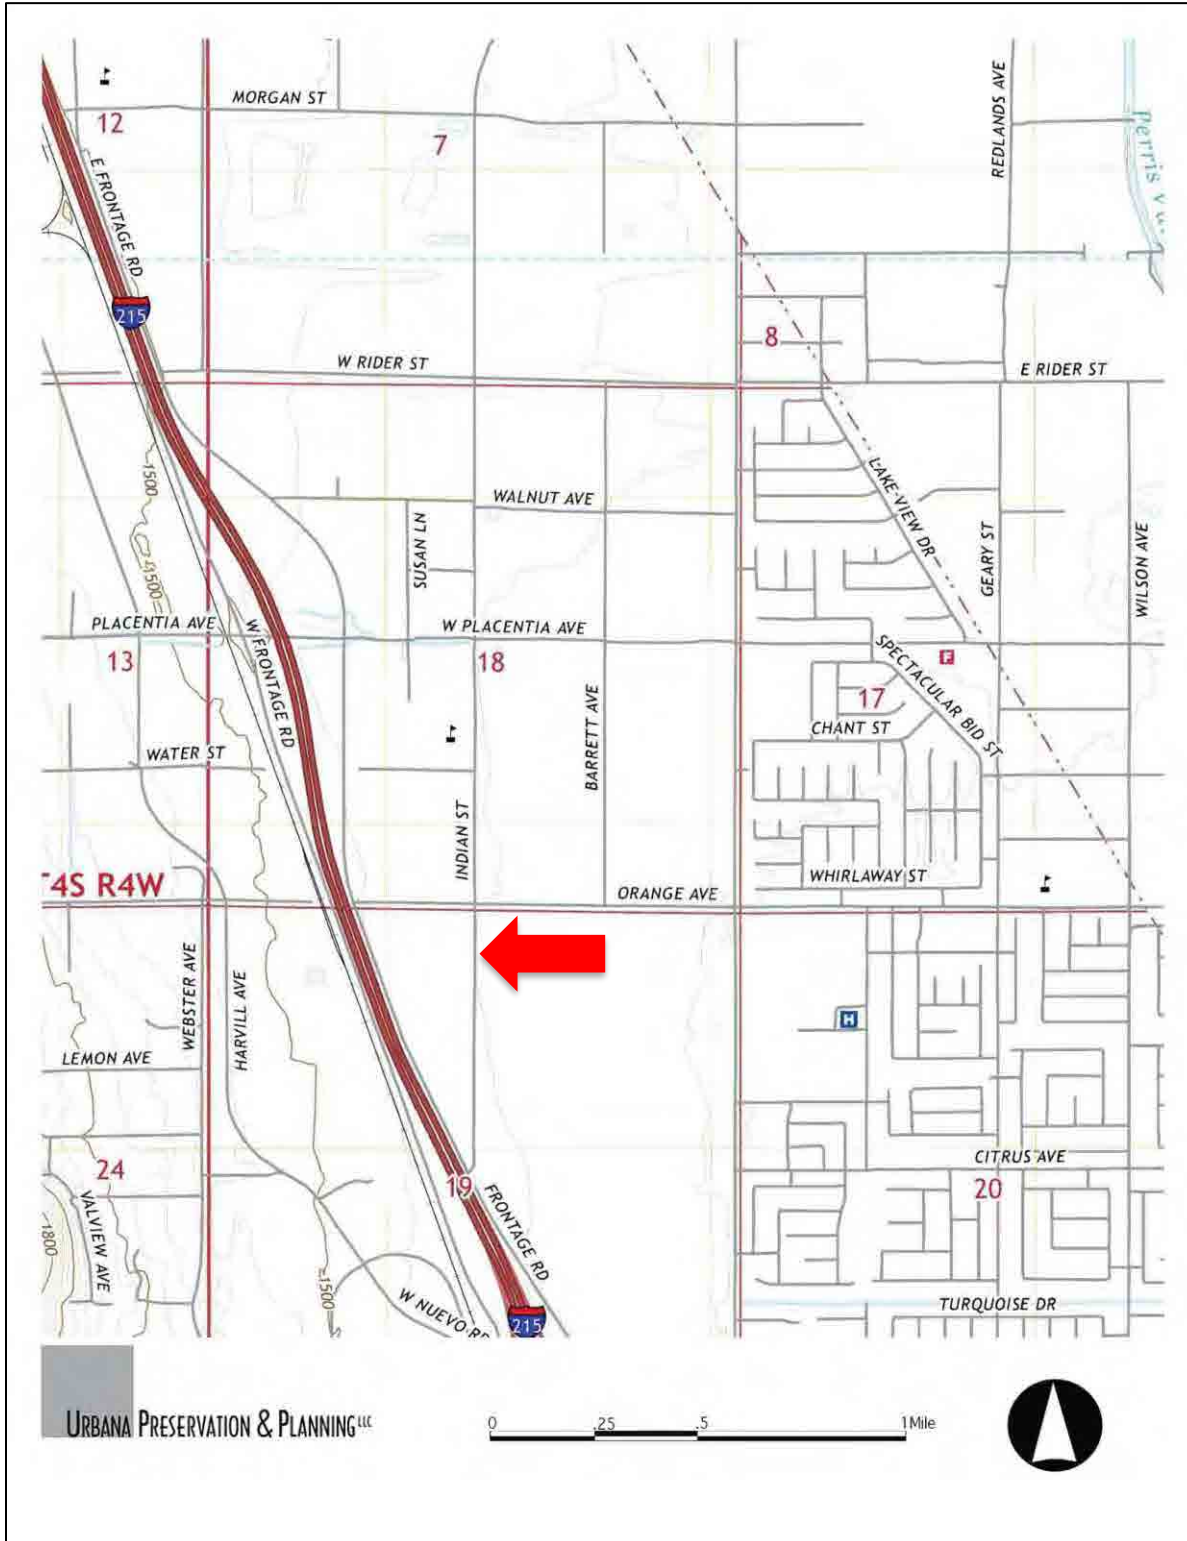 MORGAN ST
REDLANDS AVE
12
7
Perris V
E FRONTAGE RD
215
8
W RIDER ST
E RIDER ST
1500
WALNUT AVE
LAKE VIEW DR
SUSAN LN
GEARY ST
WILSON AVE
1500
PLACENTIA AVE
W PLACENTIA AVE
13
18
W FRONTAGE RD
SPECTACULAR BID ST
F
17
BARRETT AVE
CHANT ST
WATER ST
INDIAN ST
T4S R4W
WHIRLAWAY ST
ORANGE AVE
WEBSTER AVE
HARVILL AVE
H
LEMON AVE
24
19
CITRUS AVE
20
VALVIEW AVE
1800
FRONTAGE RD
1500
W NUEVO RD
TURQUOISE DR
215
URBANA PRESERVATION & PLANNING LLC
0 .25 .5 1 Mile